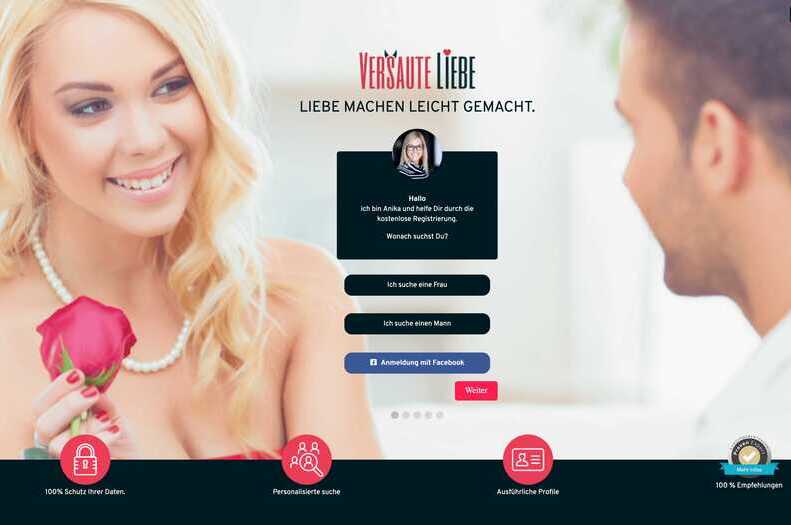 VERSAUTE LIEBE
LIEBE MACHEN LEICHT GEMACHT.
Hallo
ich bin Anika und helfe Dir durch die
kostenlose Registrierung.
Wonach suchst Du?
Ich suche eine Frau
Ich suche einen Mann
Anmeldung mit Facebook
Weiter
100% Schutz Ihrer Daten.
Personalisierte suche
Ausführliche Profile
Mehr Infos
100 % Empfehlungen